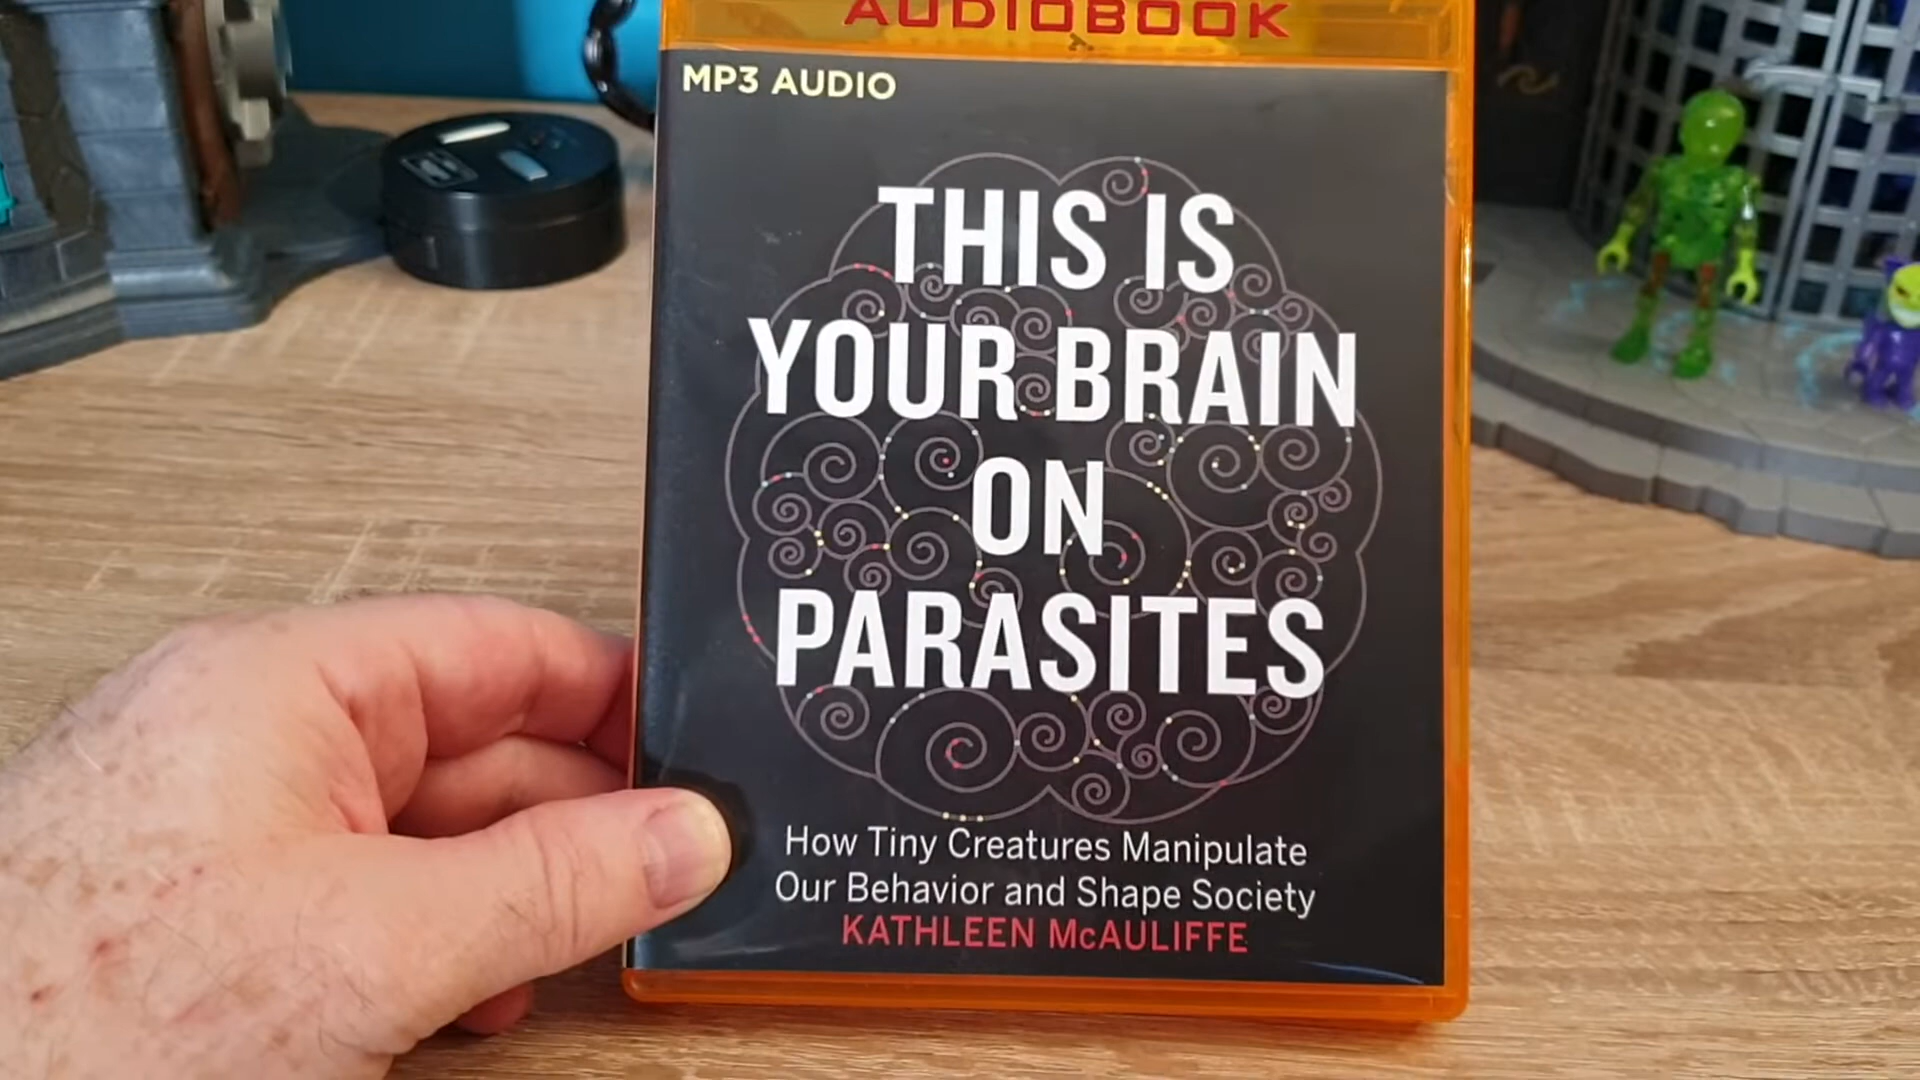 AUDIOBOOK
MP3 AUDIO
THIS IS
YOUR BRAIN
ON
PARASITES
How Tiny Creatures Manipulate
Our Behavior and Shape Society
KATHLEEN McAULIFFE